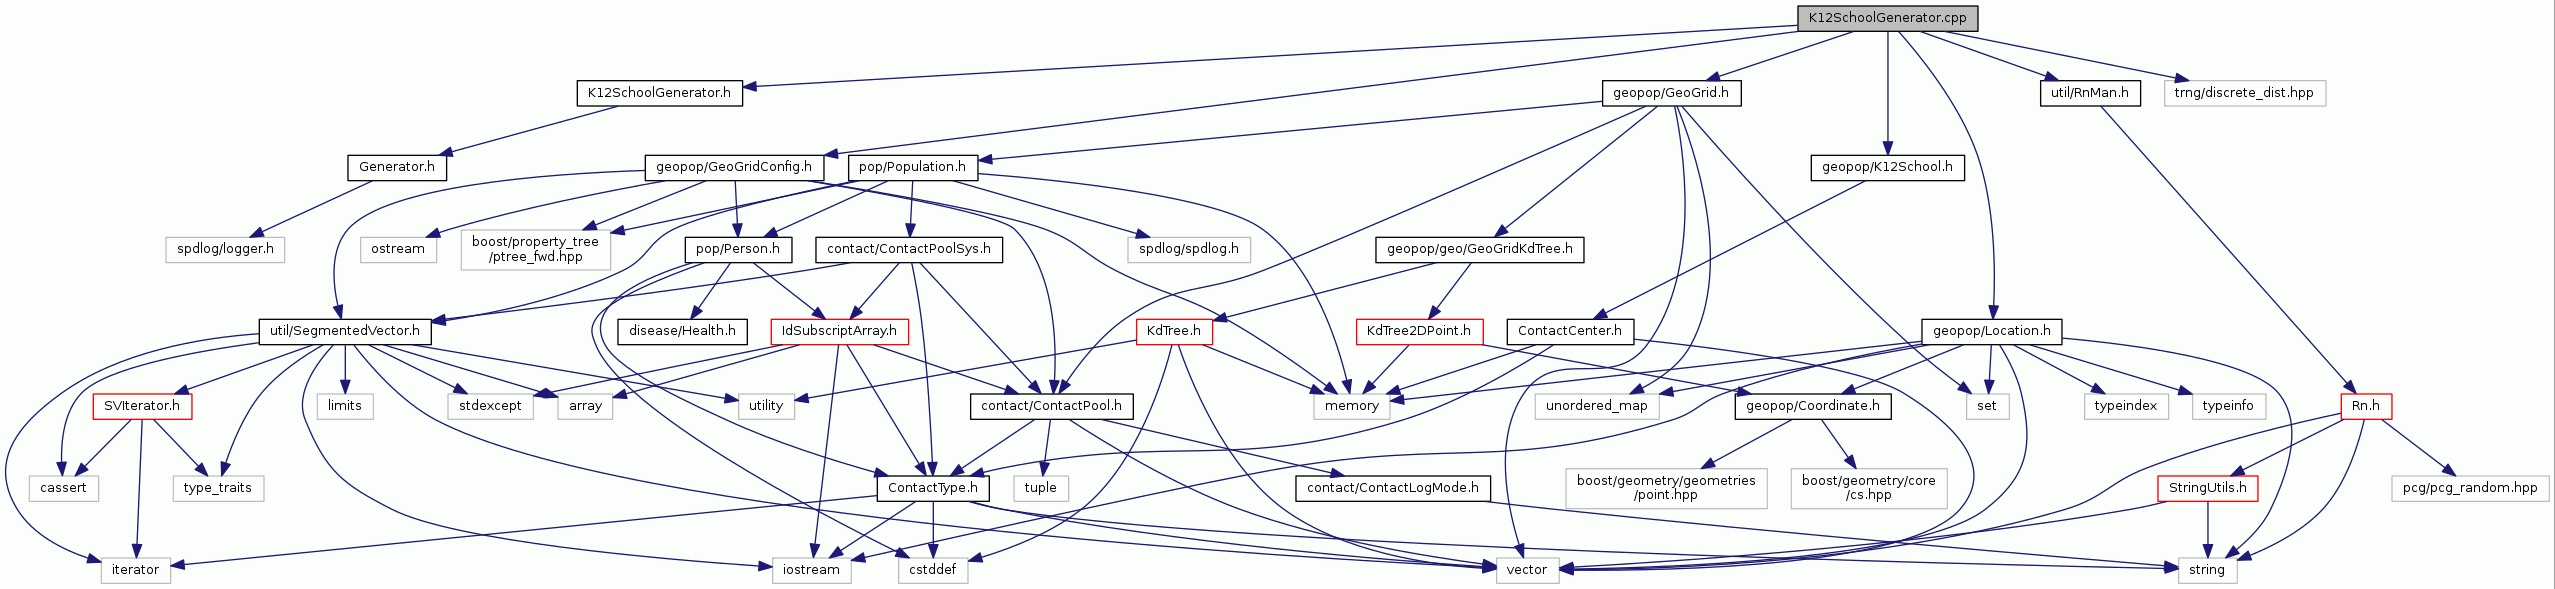 K12SchoolGenerator.cpp
K12SchoolGenerator.h
geopop/GeoGrid.h
util/RnMan.h
trng/discrete_dist.hpp
Generator.h
geopop/GeoGridConfig.h
pop/Population.h
geopop/K12School.h
spdlog/logger.h
ostream
boost/property_tree
/ptree_fwd.hpp
pop/Person.h
contact/ContactPoolSys.h
spdlog/spdlog.h
geopop/geo/GeoGridKdTree.h
util/SegmentedVector.h
disease/Health.h
IdSubscriptArray.h
KdTree.h
KdTree2DPoint.h
ContactCenter.h
geopop/Location.h
SVIterator.h
limits
stdexcept
array
utility
contact/ContactPool.h
memory
unordered_map
geopop/Coordinate.h
set
typeindex
typeinfo
Rn.h
cassert
type_traits
ContactType.h
tuple
contact/ContactLogMode.h
boost/geometry/geometries
/point.hpp
boost/geometry/core
/cs.hpp
StringUtils.h
pcg/pcg_random.hpp
iterator
iostream
cstddef
vector
string